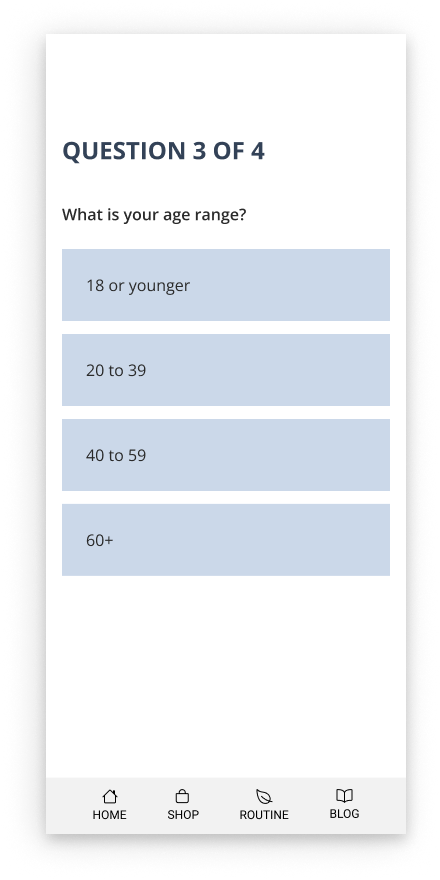 QUESTION 3 OF 4
What is your age range?
18 or younger
20 to 39
40 to 59
60+
HOME
SHOP
ROUTINE
BLOG